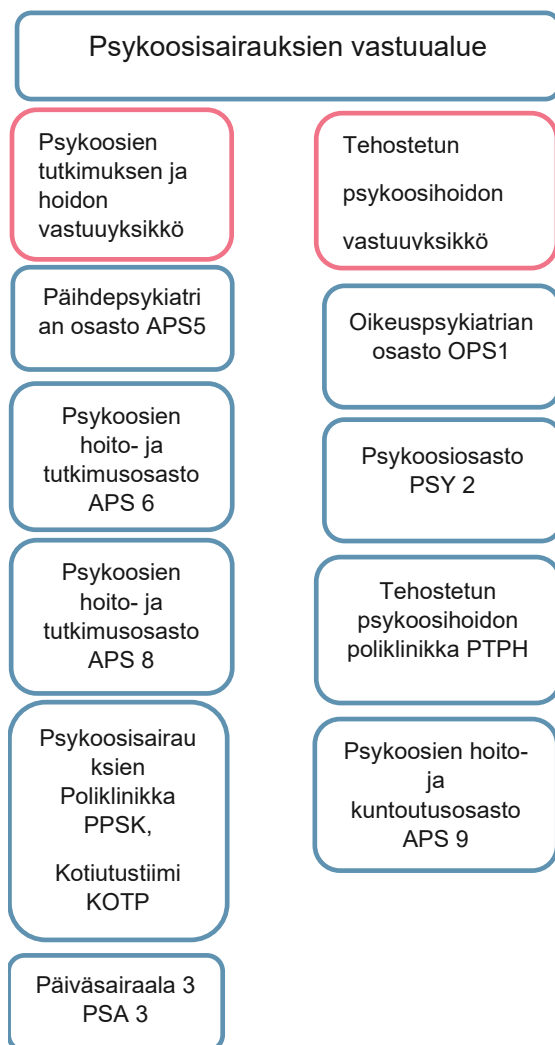 Psykoosisairauksien vastuualue
Psykoosien
tutkimuksen ja
hoidon
vastuuyksikkö
Päihdepsykiatri
an osasto APS5
Psykoosien
hoito- ja
tutkimusosasto
APS 6
Psykoosien
hoito- ja
tutkimusosasto
APS 8
Psykoosisairau
ksien
Poliklinikka
PPSK,
Kotiutustiimi
KOTP
Päiväsairaala 3
PSA 3
Tehostetun
psykoosihoidon
vastuuyksikkö
Oikeuspsykiatrian
osasto OPS1
Psykoosiosasto
PSY 2
Tehostetun
psykoosihoidon
poliklinikka PTPH
Psykoosien hoito-
ja
kuntoutusosasto
APS 9